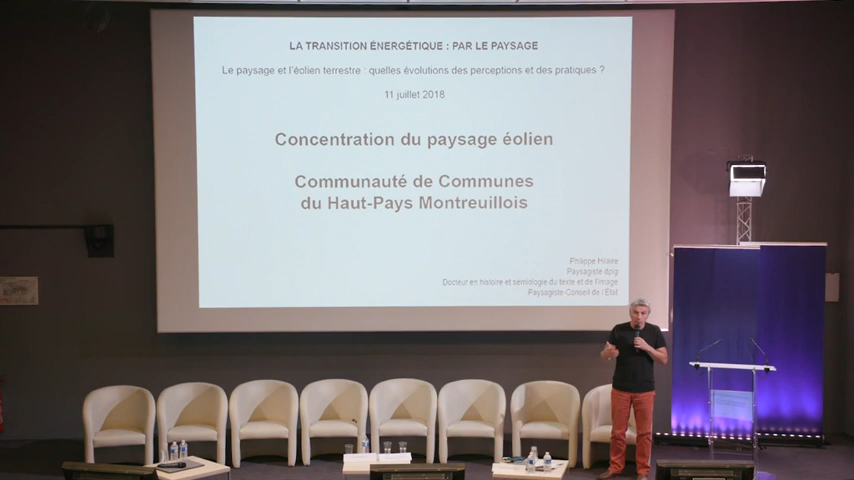 LA TRANSITION ÉNERGÉTIQUE : PAR LE PAYSAGE
Le paysage et l'éolien terrestre : quelles évolutions des perceptions et des pratiques ?
11 juillet 2018
Concentration du paysage éolien
Communauté de Communes
du Haut-Pays Montreuillois
Philippe Hilaire
Paysagiste dplg
Docteur en histoire et sémiologie du texte et de l'image
Paysagiste-Conseil de l'État